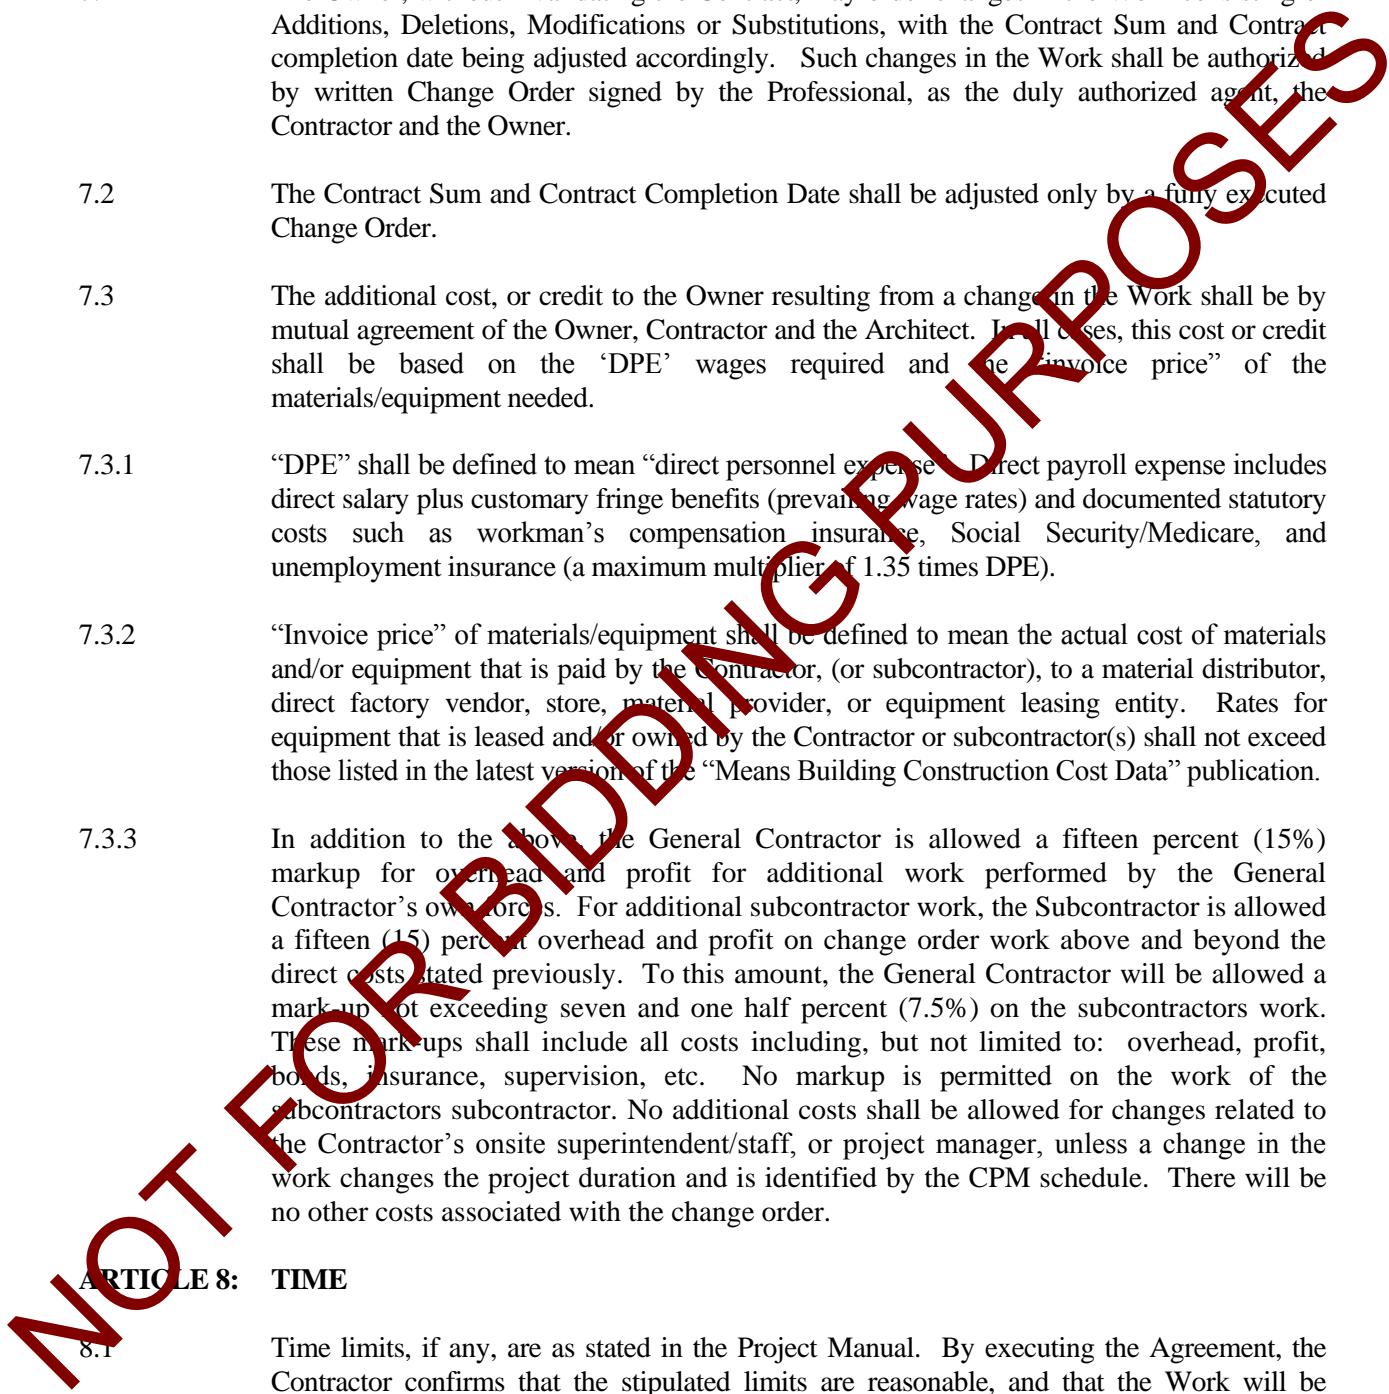 Additions, Deletions, Modifications or Substitutions, with the Contract Sum and Contract
completion date being adjusted accordingly. Such changes in the Work shall be authorized
by written Change Order signed by the Professional, as the duly authorized agent, the
Contractor and the Owner.
7.2 The Contract Sum and Contract Completion Date shall be adjusted only by a fully executed
Change Order.
7.3 The additional cost, or credit to the Owner resulting from a change in the Work shall be by
mutual agreement of the Owner, Contractor and the Architect. In all cases, this cost or credit
shall be based on the ‘DPE’ wages required and the “invoice price” of the
materials/equipment needed.
7.3.1 “DPE” shall be defined to mean “direct personnel expense”. Direct payroll expense includes
direct salary plus customary fringe benefits (prevailing wage rates) and documented statutory
costs such as workman’s compensation insurance, Social Security/Medicare, and
unemployment insurance (a maximum multiplier of 1.35 times DPE).
7.3.2 “Invoice price” of materials/equipment shall be defined to mean the actual cost of materials
and/or equipment that is paid by the Contractor, (or subcontractor), to a material distributor,
direct factory vendor, store, material provider, or equipment leasing entity. Rates for
equipment that is leased and/or owned by the Contractor or subcontractor(s) shall not exceed
those listed in the latest version of the “Means Building Construction Cost Data” publication.
7.3.3 In addition to the above, the General Contractor is allowed a fifteen percent (15%)
markup for overhead and profit for additional work performed by the General
Contractor’s own forces. For additional subcontractor work, the Subcontractor is allowed
a fifteen (15) percent overhead and profit on change order work above and beyond the
direct costs stated previously. To this amount, the General Contractor will be allowed a
mark-up not exceeding seven and one half percent (7.5%) on the subcontractors work.
These mark-ups shall include all costs including, but not limited to: overhead, profit,
bonds, insurance, supervision, etc. No markup is permitted on the work of the
subcontractors subcontractor. No additional costs shall be allowed for changes related to
the Contractor’s onsite superintendent/staff, or project manager, unless a change in the
work changes the project duration and is identified by the CPM schedule. There will be
no other costs associated with the change order.
ARTICLE 8: TIME
8.1 Time limits, if any, are as stated in the Project Manual. By executing the Agreement, the
Contractor confirms that the stipulated limits are reasonable, and that the Work will be
NOT FOR BIDDING PURPOSES